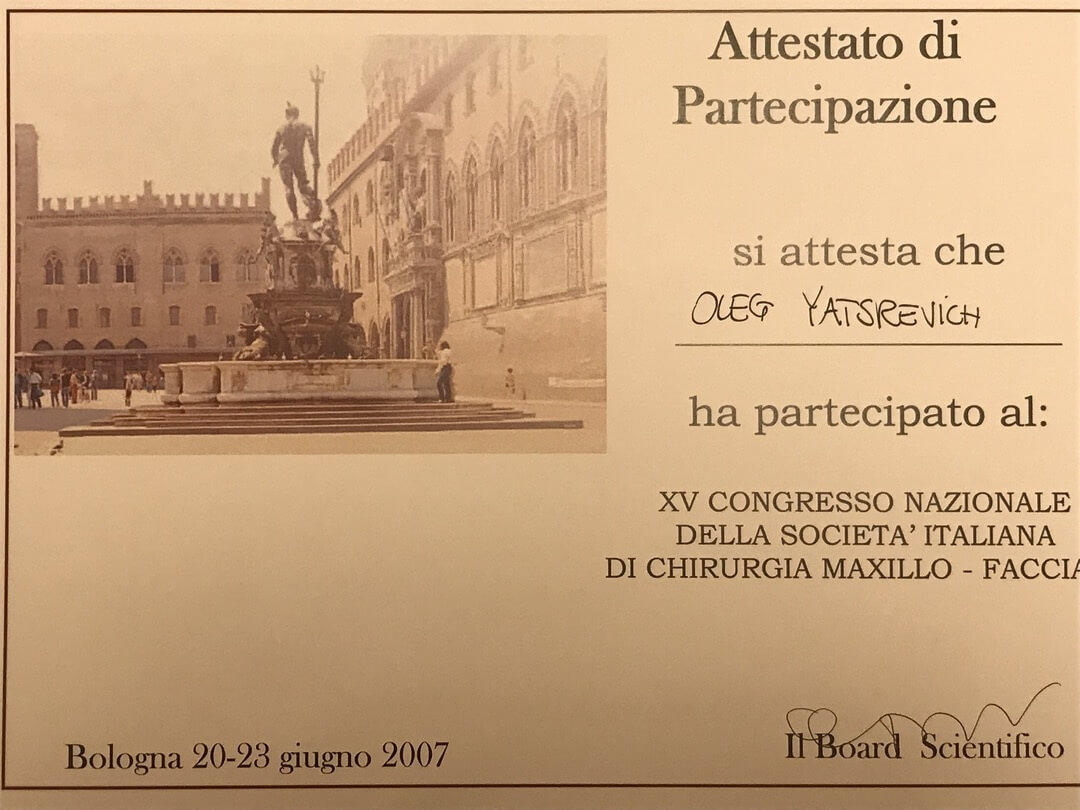 Attestato di
Partecipazione
si attesta che
OLEG YATSREVICH
ha partecipato al:
XV CONGRESSO NAZIONALE
DELLA SOCIETA' ITALIANA
DI CHIRURGIA MAXILLO - FACCIA
Bologna 20-23 giugno 2007
Il Board Scientifico